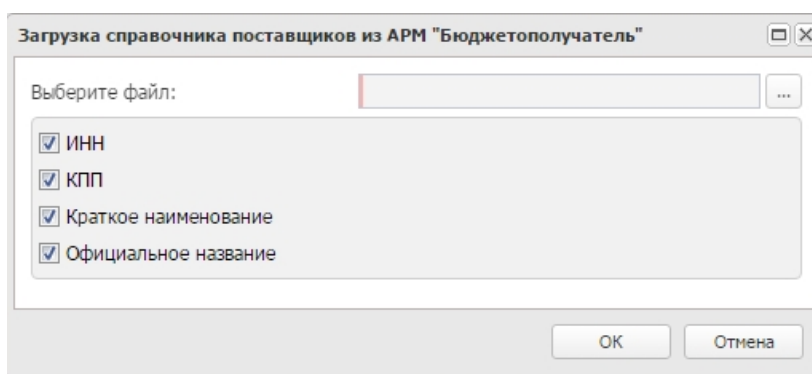 Загрузка справочника поставщиков из АРМ "Бюджетополучатель"
Выберите файл:
...
ИНН
КПП
Краткое наименование
Официальное название
ОК
Отмена